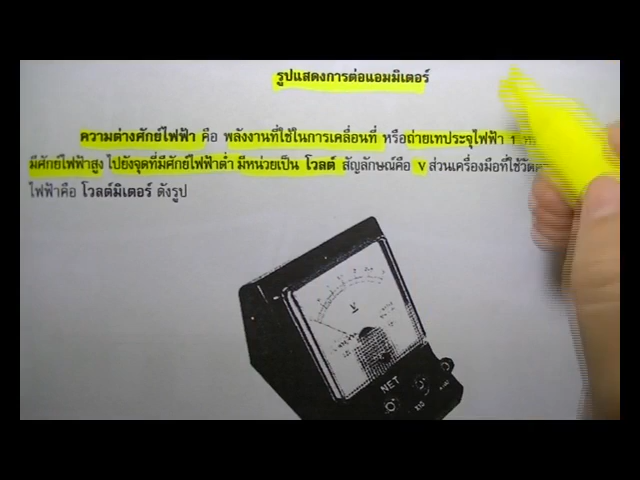 รูปแสดงการต่อแอมมิเตอร์
ความต่างศักย์ไฟฟ้า คือ พลังงานที่ใช้ในการเคลื่อนที่ หรือถ่ายเทประจุไฟฟ้า 1
มีศักย์ไฟฟ้าสูง ไปยังจุดที่มีศักย์ไฟฟ้าต่ำ มีหน่วยเป็น โวลต์ สัญลักษณ์คือ V ส่วนเครื่องมือที่ใช้วัด
ไฟฟ้าคือ โวลต์มิเตอร์ ดังรูป
V
NET